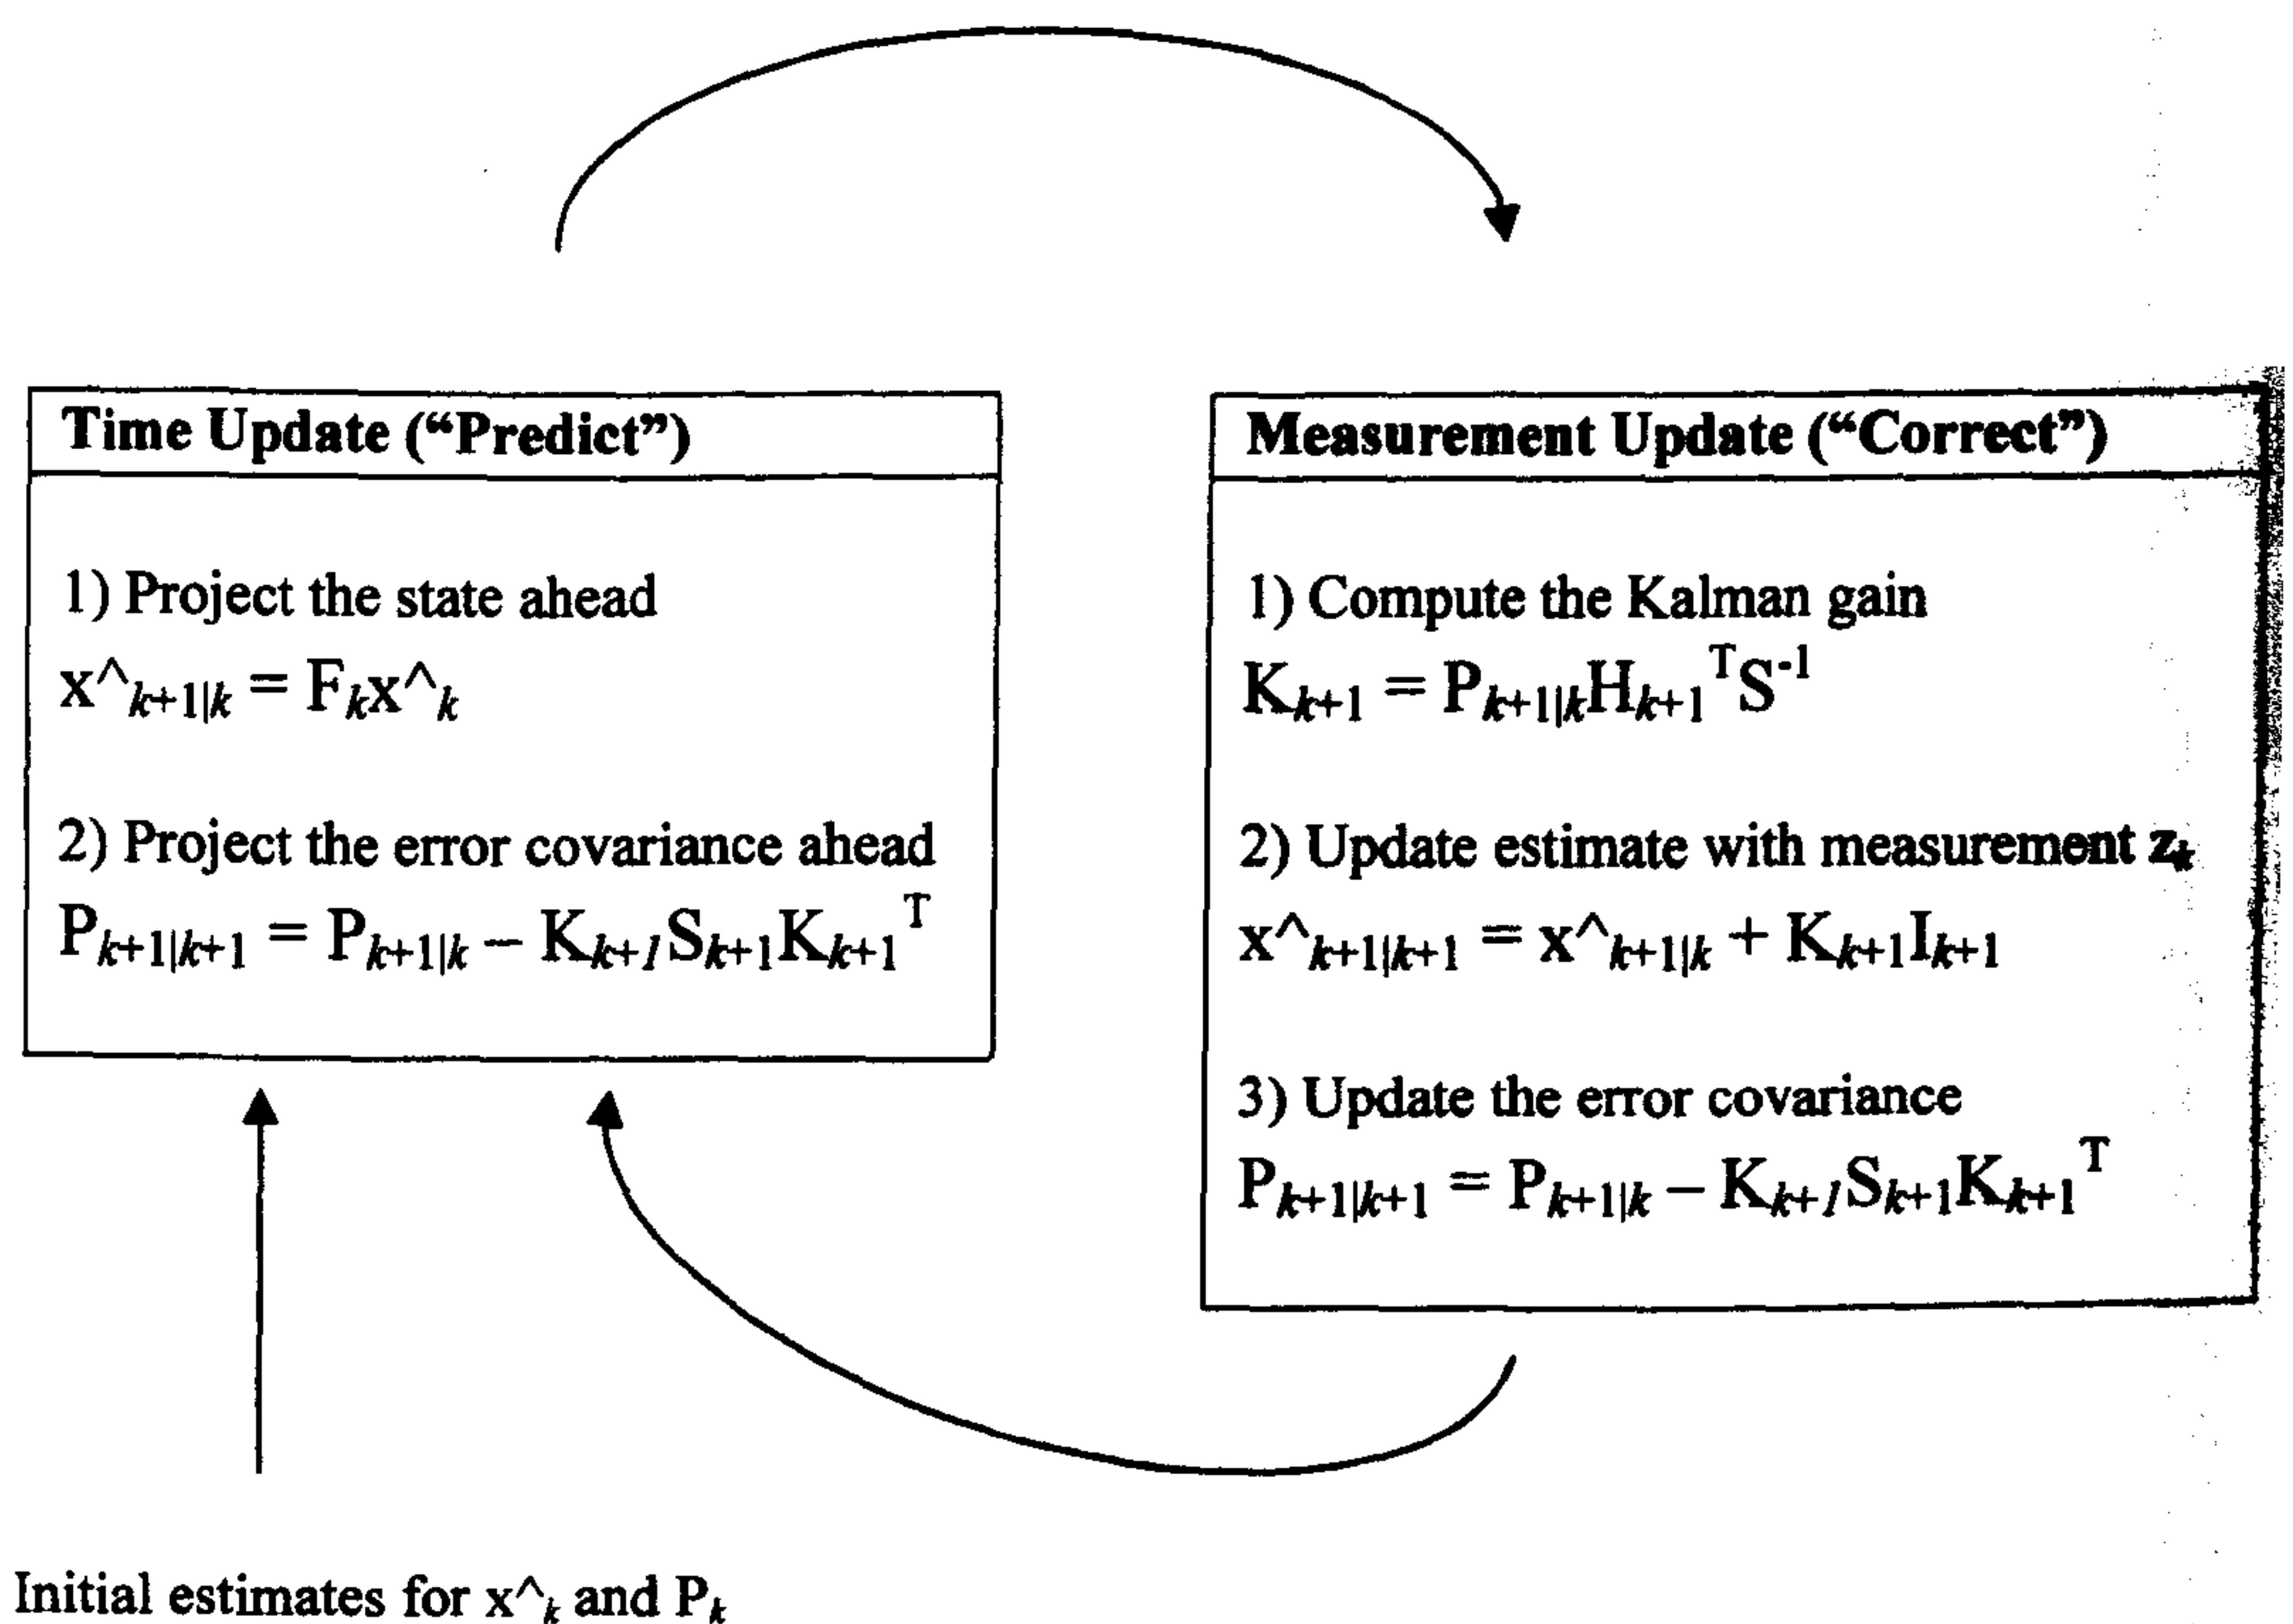 Time Update (“Predict”)
1) Project the state ahead
x^ₖ₊₁|ₖ = Fₖx^ₖ
2) Project the error covariance ahead
Pₖ₊₁|ₖ₊₁ = Pₖ₊₁|ₖ – Kₖ₊₁Sₖ₊₁Kₖ₊₁ᵀ
Measurement Update (“Correct”)
1) Compute the Kalman gain
Kₖ₊₁ = Pₖ₊₁|ₖHₖ₊₁ᵀS⁻¹
2) Update estimate with measurement zₖ
x^ₖ₊₁|ₖ₊₁ = x^ₖ₊₁|ₖ + Kₖ₊₁Iₖ₊₁
3) Update the error covariance
Pₖ₊₁|ₖ₊₁ = Pₖ₊₁|ₖ – Kₖ₊₁Sₖ₊₁Kₖ₊₁ᵀ
Initial estimates for x^ₖ and Pₖ